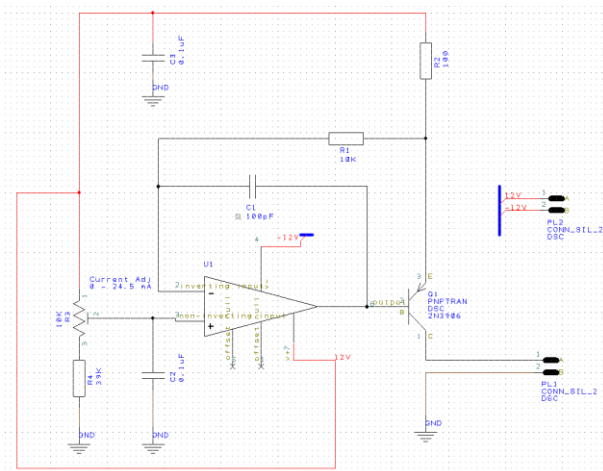 C3
0.1uF
GND
R2
100
R1
10K
C1
100pF
12V
-12V
1
2
A
B
PL2
CONN_SIL_2
DSC
-12V
4
U1
Current Adj
0 - 24.5 mA
2
inverting input
-
3
non-inverting input
+
offset null
offset null
v+
7
12V
output
6
B
3
E
Q1
PNPTRAN
DSC
2N3906
1
C
10K
R3
1
2
3
R4
39K
C2
0.1uF
GND
GND
GND
1
2
A
B
PL1
CONN_SIL_2
DSC